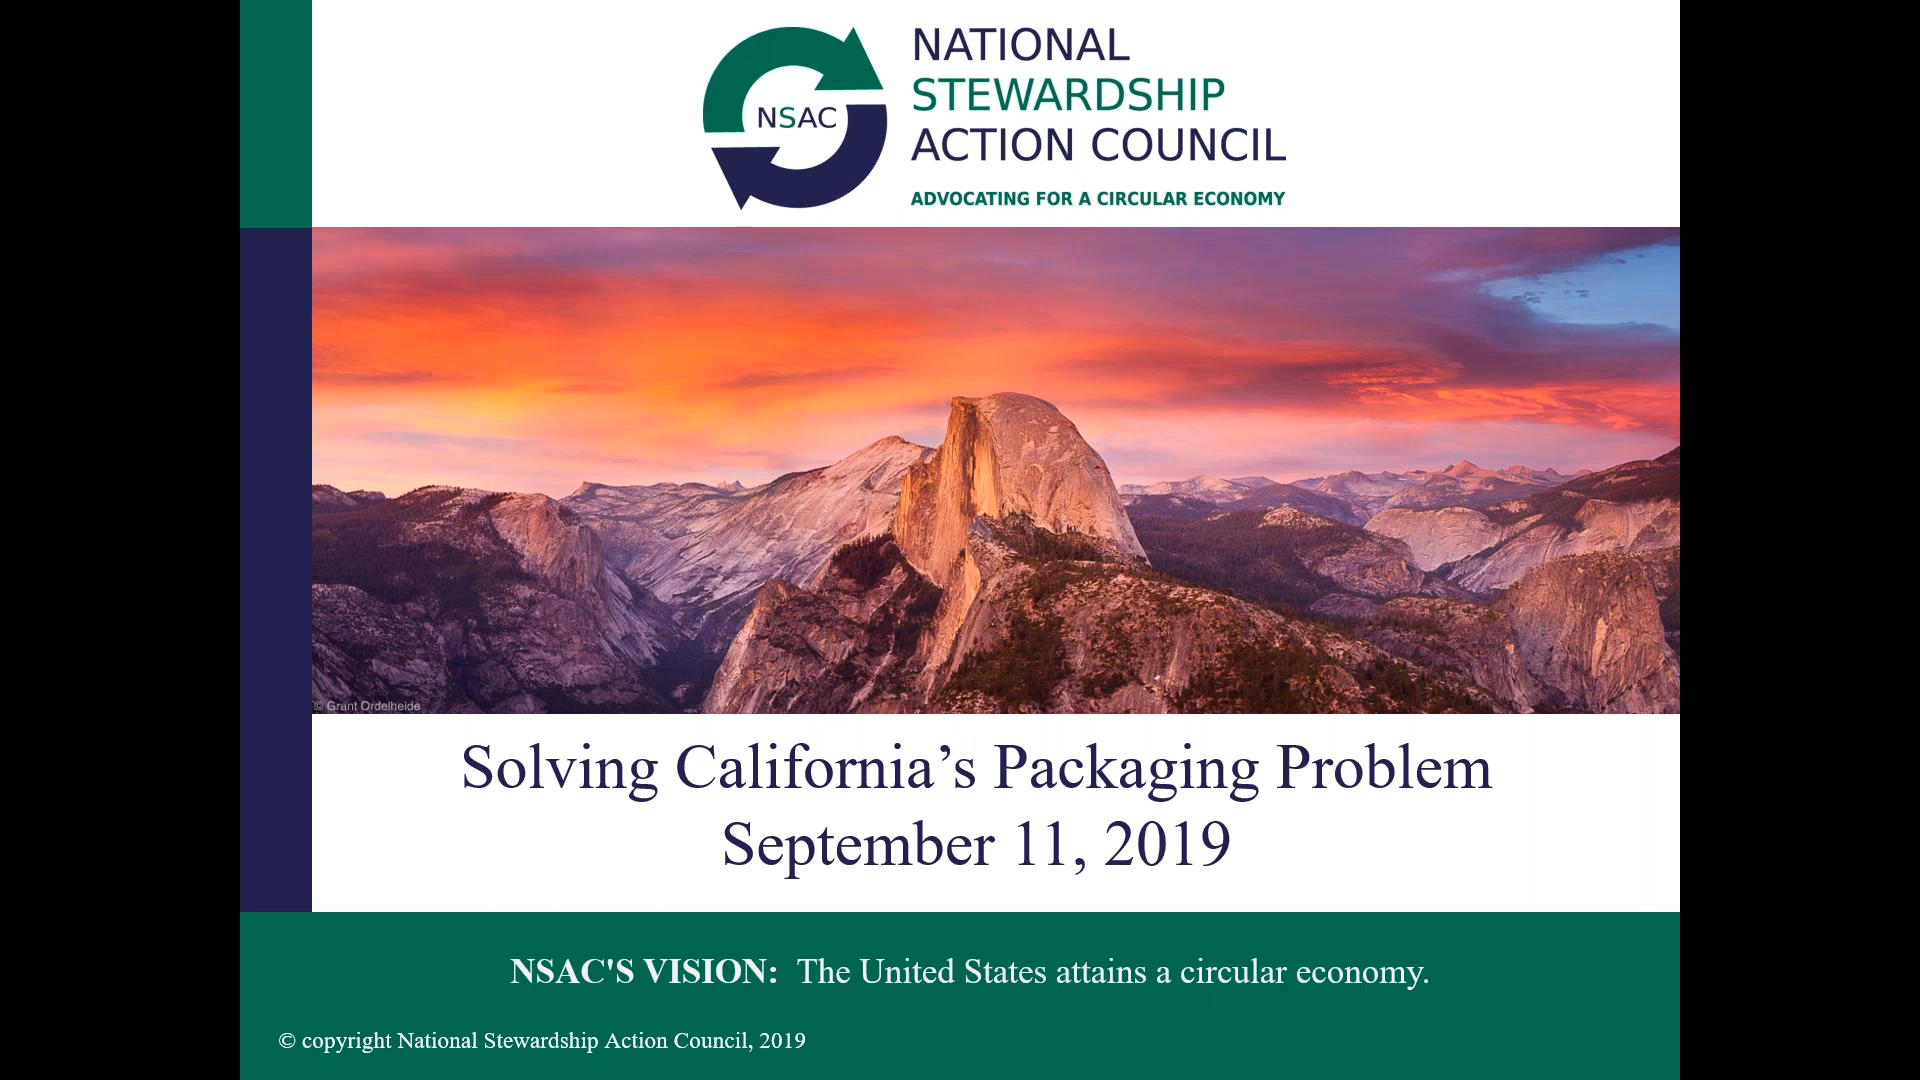 NSAC
NATIONAL
STEWARDSHIP
ACTION COUNCIL
ADVOCATING FOR A CIRCULAR ECONOMY
© Grant Ordelheide
Solving California’s Packaging Problem
September 11, 2019
NSAC'S VISION: The United States attains a circular economy.
© copyright National Stewardship Action Council, 2019